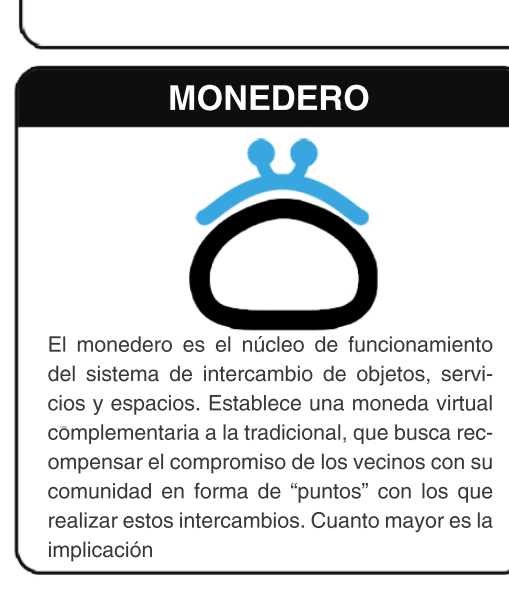 MONEDERO
El monedero es el núcleo de funcionamiento
del sistema de intercambio de objetos, servi-
cios y espacios. Establece una moneda virtual
complementaria a la tradicional, que busca rec-
ompensar el compromiso de los vecinos con su
comunidad en forma de “puntos” con los que
realizar estos intercambios. Cuanto mayor es la
implicación